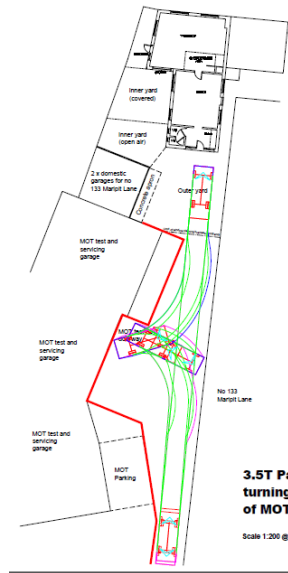 Inner yard
(covered)
Inner yard
(open air)
2 x domestic
garages for no
133 Maripit Lane
Concrete apron
Outer yard
MOT test and
servicing
garage
MOT test and
servicing
garage
No 133
Maripit Lane
MOT test and
servicing
garage
MOT
Parking
3.5T Pa
turning
of MOT
Scale 1:200 @